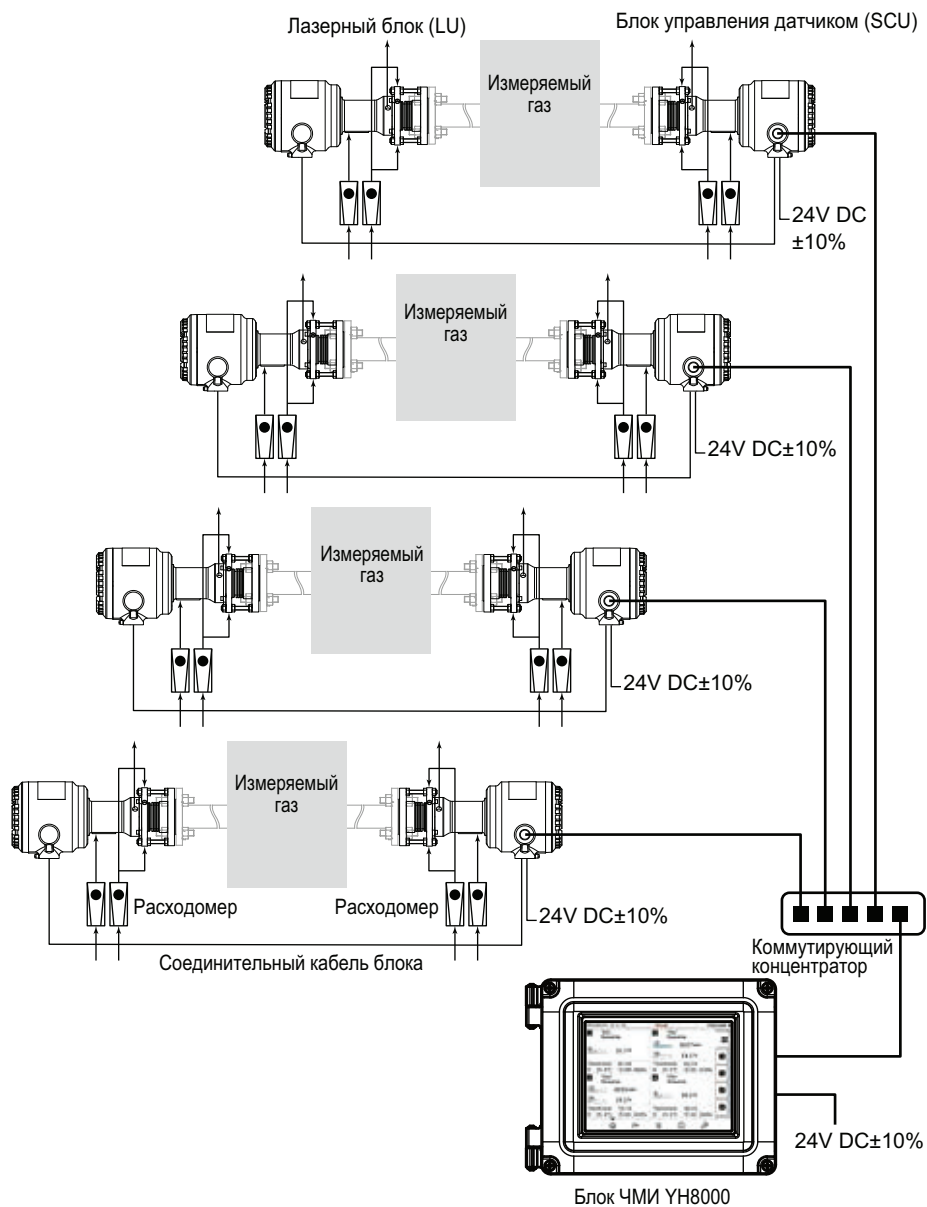 Лазерный блок (LU)
Блок управления датчиком (SCU)
Измеряемый
газ
24V DC
±10%
Измеряемый
газ
24V DC±10%
Измеряемый
газ
24V DC±10%
Измеряемый
газ
Расходомер
Расходомер
24V DC±10%
Соединительный кабель блока
Коммутирующий
концентратор
24V DC±10%
Блок ЧМИ YH8000